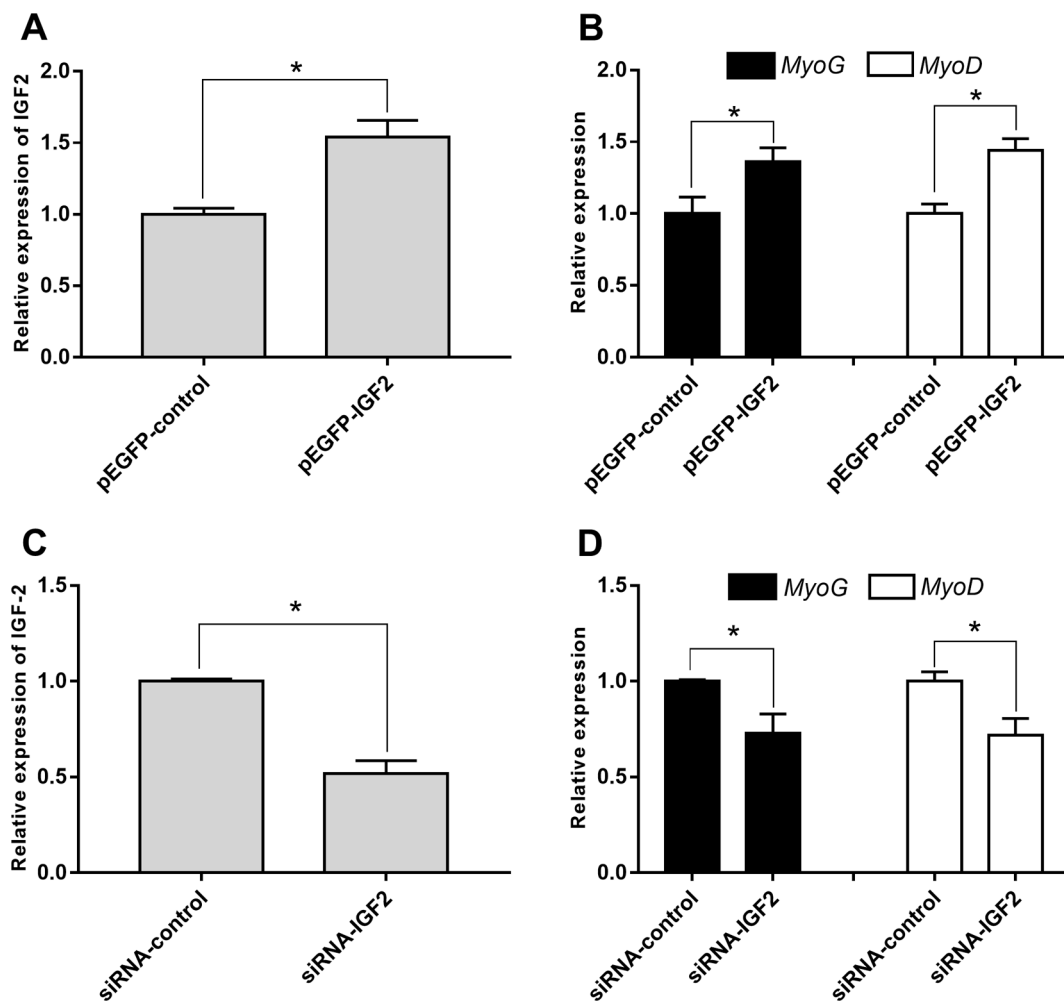 A
Relative expression of IGF2
2.0
1.5
1.0
0.5
0.0
*
pEGFP-control
pEGFP-IGF2
B
MyoG MyoD
Relative expression
2.0
1.5
1.0
0.5
0.0
*
*
pEGFP-control
pEGFP-IGF2
pEGFP-control
pEGFP-IGF2
C
Relative expression of IGF-2
1.5
1.0
0.5
0.0
*
siRNA-control
siRNA-IGF2
D
MyoG MyoD
Relative expression
1.5
1.0
0.5
0.0
*
*
siRNA-control
siRNA-IGF2
siRNA-control
siRNA-IGF2